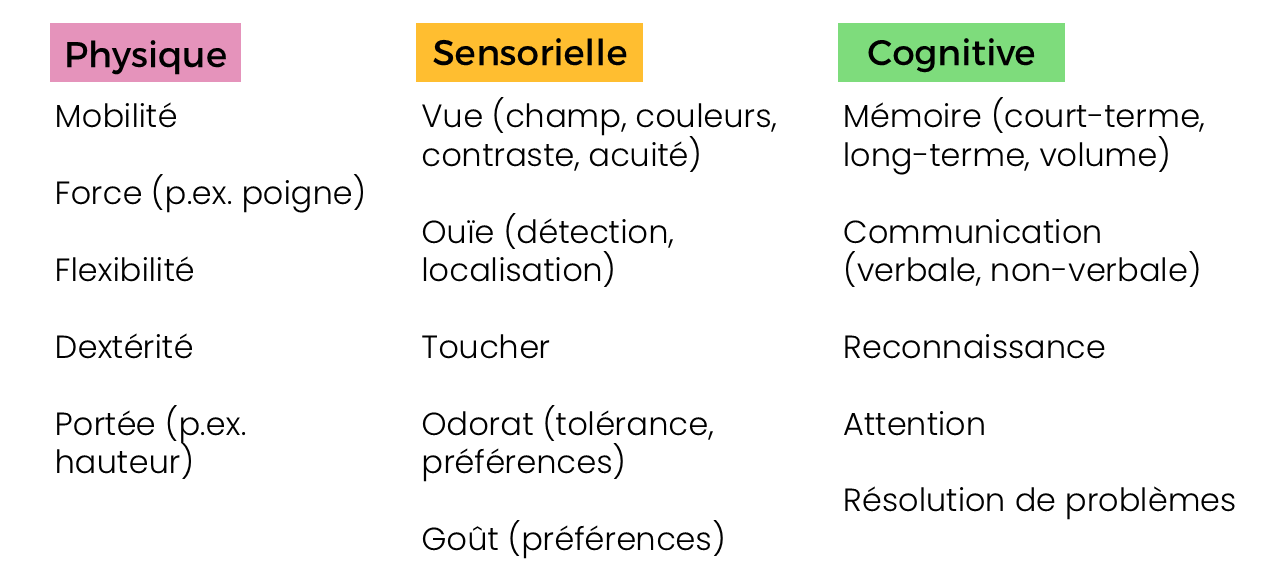 Physique
Mobilité
Force (p.ex. poigne)
Flexibilité
Dextérité
Portée (p.ex.
hauteur)
Sensorielle
Vue (champ, couleurs,
contraste, acuité)
Ouïe (détection,
localisation)
Toucher
Odorat (tolérance,
préférences)
Goût (préférences)
Cognitive
Mémoire (court-terme,
long-terme, volume)
Communication
(verbale, non-verbale)
Reconnaissance
Attention
Résolution de problèmes